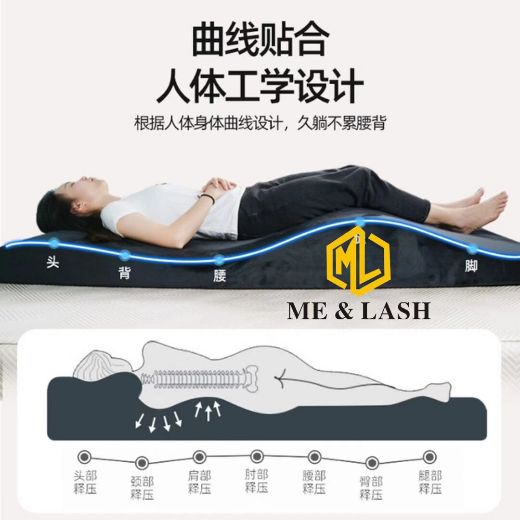 曲线贴合
人体工学设计
根据人体身体曲线设计，久躺不累腰背
头
背
腰
脚
ML
ME & LASH
头部
释压
颈部
释压
肩部
释压
肘部
释压
腰部
释压
臀部
释压
腿部
释压